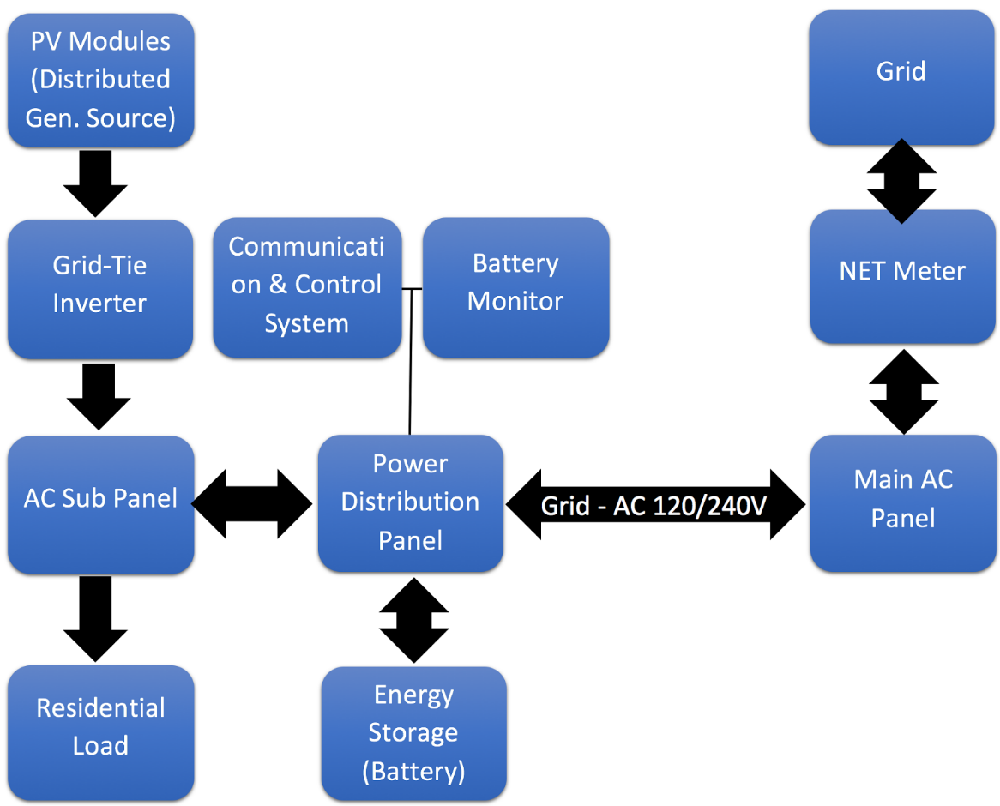 PV Modules
(Distributed
Gen. Source)
Grid
Grid-Tie
Inverter
Communicati
on & Control
System
Battery
Monitor
NET Meter
AC Sub Panel
Power
Distribution
Panel
Grid - AC 120/240V
Main AC
Panel
Residential
Load
Energy
Storage
(Battery)